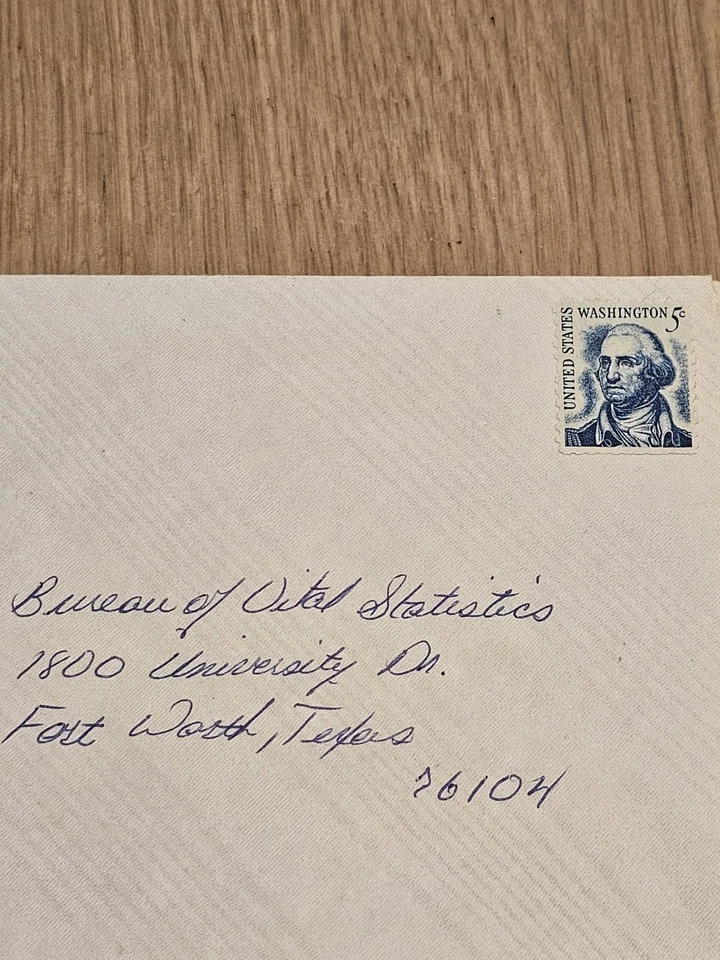 UNITED STATES
WASHINGTON 5c
Bureau of Vital Statistics
1800 University Dr.
Fort Worth, Texas
76104